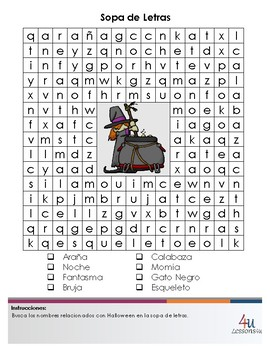 Sopa de Letras
q a r a ñ a g c c n k a t x l
t n e y z q n o c h e t d x c
i n f y g p o r h v t e v p a
y r a q m w k g z q m a z p l
x v n o f h r m s u o n f o a
n v t h w m o e k b
f x a f c i a g o a
v m s t c a k a q z
l l m d z r a t e a
c y a a d x o a q c
s i l a m o u i m c e w n v n
i k p j m b r u j a t c e u t
l c e l l z g v x b t w g d h
q r c n g n o g n q b n w d s
k q e s q u e l e t o e o l k
Araña Calabaza
Noche Momia
Fantasma Gato Negro
Bruja Esqueleto
Instrucciones:
Busca los nombres relacionados con Halloween en la sopa de letras.
4U
Lessons